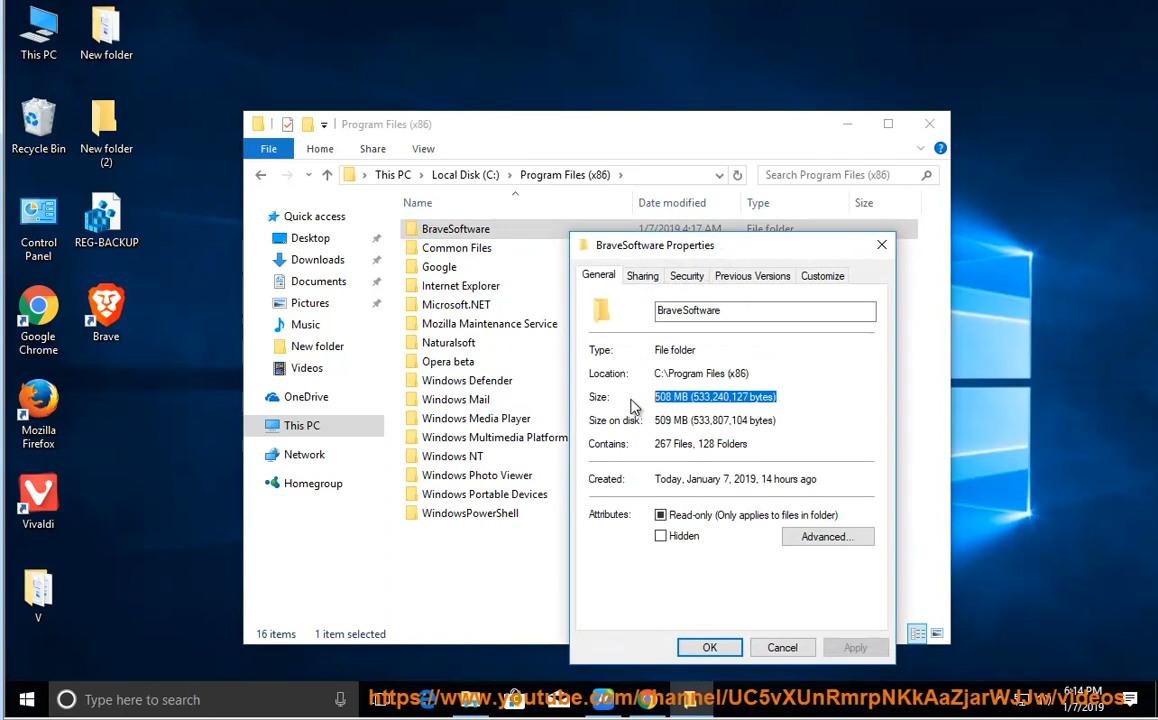 This PC
New folder
Recycle Bin
New folder
(2)
Control
Panel
REG-BACKUP
Google
Chrome
Brave
Mozilla
Firefox
Vivaldi
V
Program Files (x86)
File
Home
Share
View
This PC
Local Disk (C:)
Program Files (x86)
Search Program Files (x86)
Name
Date modified
Type
Size
Quick access
Desktop
Downloads
Documents
Pictures
Music
New folder
Videos
OneDrive
This PC
Network
Homegroup
BraveSoftware
1/7/2019 4:17 AM
File folder
Common Files
Google
Internet Explorer
Microsoft.NET
Mozilla Maintenance Service
Naturalsoft
Opera beta
Windows Defender
Windows Mail
Windows Media Player
Windows Multimedia Platform
Windows NT
Windows Photo Viewer
Windows Portable Devices
WindowsPowerShell
16 items
1 item selected
BraveSoftware Properties
General
Sharing
Security
Previous Versions
Customize
BraveSoftware
Type:
File folder
Location:
C:\Program Files (x86)
Size:
508 MB (533,240,127 bytes)
Size on disk:
509 MB (533,807,104 bytes)
Contains:
267 Files, 128 Folders
Created:
Today, January 7, 2019, 14 hours ago
Attributes:
Read-only (Only applies to files in folder)
Hidden
Advanced...
OK
Cancel
Apply
Type here to search
6:14 PM
1/7/2019